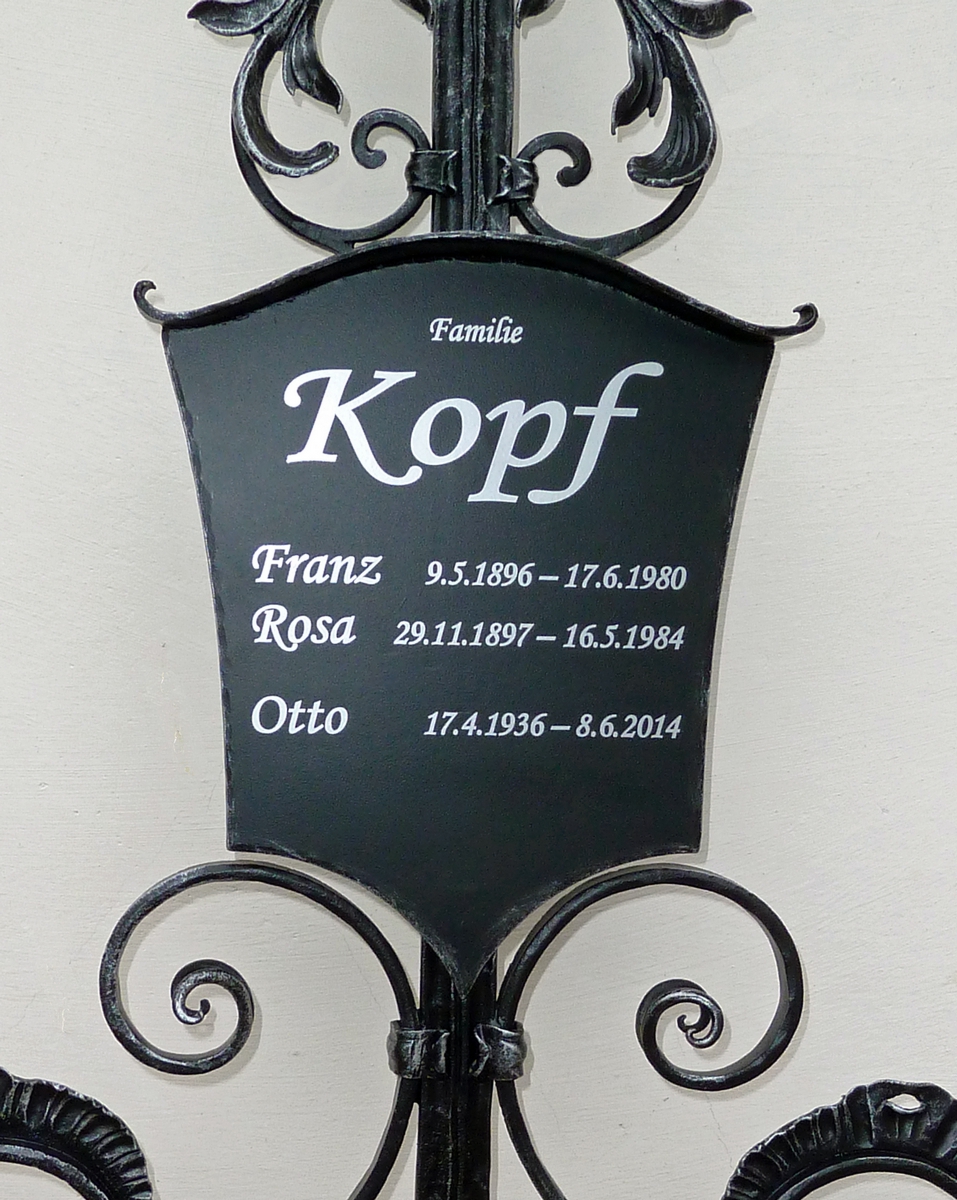 Familie
Kopf
Franz 9.5.1896 – 17.6.1980
Rosa 29.11.1897 – 16.5.1984
Otto 17.4.1936 – 8.6.2014